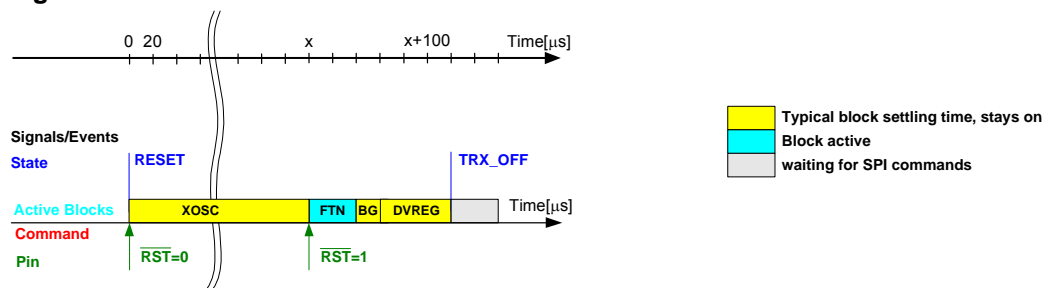 0 20 x x+100 Time[μs]
Signals/Events
State RESET TRX_OFF
Active Blocks XOSC FTN BG DVREG Time[μs]
Command
Pin RST=0 RST=1
Typical block settling time, stays on
Block active
waiting for SPI commands